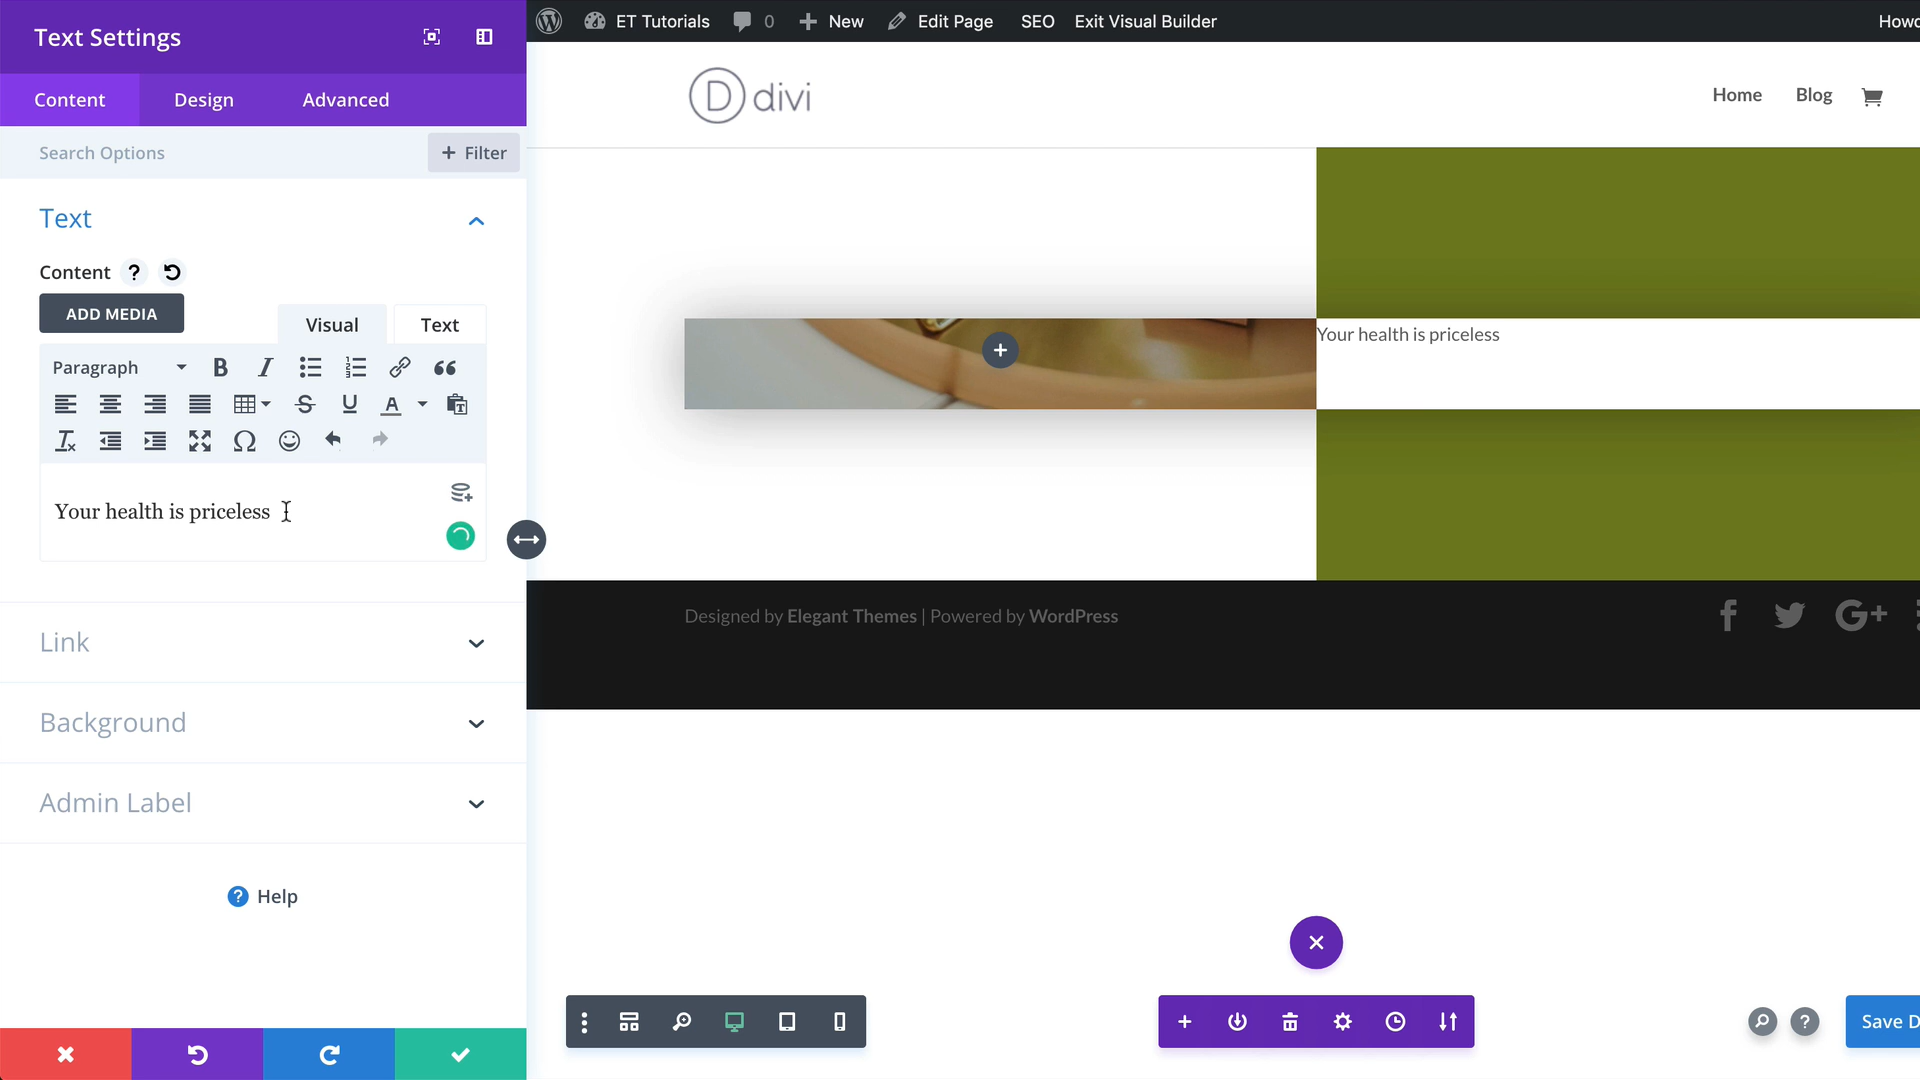 Text Settings
ET Tutorials 0 New Edit Page SEO Exit Visual Builder Howd
Content Design Advanced
D divi
Home Blog
Search Options + Filter
Text
Content ?
ADD MEDIA
Visual Text
Your health is priceless
Paragraph B I
Your health is priceless
Designed by Elegant Themes | Powered by WordPress
Link
Background
Admin Label
? Help
Save D